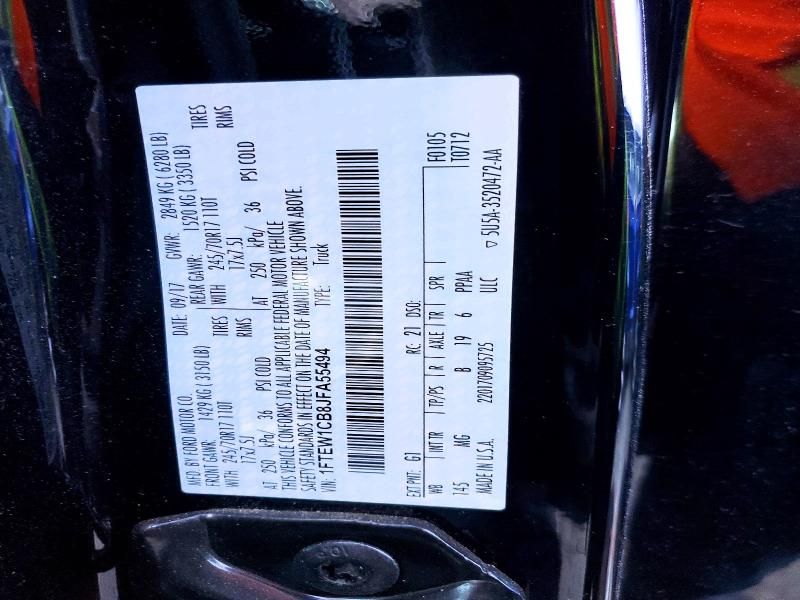 MFD. BY FORD MOTOR CO.
DATE: 09/17 GVWR: 2849 KG ( 6280 LB)
FRONT GAWR: 1429 KG ( 3150 LB) REAR GAWR: 1520 KG ( 3350 LB)
WITH 245/70R17 110T TIRES WITH 245/70R17 110T TIRES
17x7.5J RIMS 17x7.5J RIMS
AT 250 kPa/ 36 PSI COLD AT 250 kPa/ 36 PSI COLD
THIS VEHICLE CONFORMS TO ALL APPLICABLE FEDERAL MOTOR VEHICLE
SAFETY STANDARDS IN EFFECT ON THE DATE OF MANUFACTURE SHOWN ABOVE.
VIN: 1FTEW1CB8JFA55494 TYPE: Truck
F0105
T0712
EXT PNT: G1 RC: 21 DSO:
WB INT TR TP/PS R AXLE TR SPR
145 MG B 19 6 PPAA
MADE IN U.S.A. 2201709095725 ULC ▽ 5U5A-3520472-AA